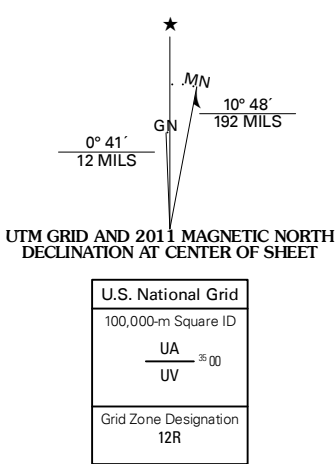 ★
MN
GN
10° 48´
192 MILS
0° 41´
12 MILS
UTM GRID AND 2011 MAGNETIC NORTH
DECLINATION AT CENTER OF SHEET
U.S. National Grid
100,000-m Square ID
UA
35 00
UV
Grid Zone Designation
12R